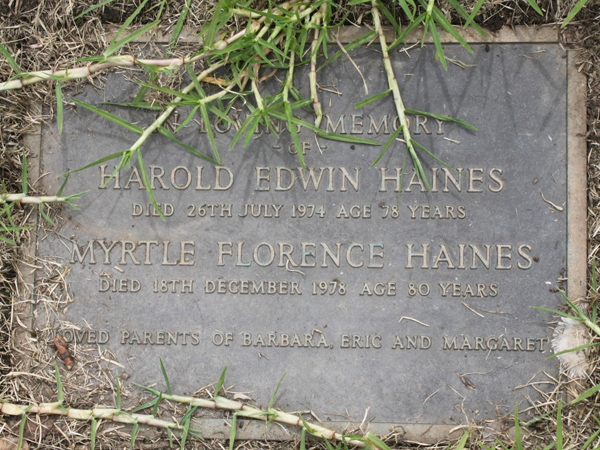 IN LOVING MEMORY
- OF -
HAROLD EDWIN HAINES
DIED 26TH JULY 1974 AGE 78 YEARS
MYRTLE FLORENCE HAINES
DIED 18TH DECEMBER 1978 AGE 80 YEARS
LOVED PARENTS OF BARBARA, ERIC AND MARGARET